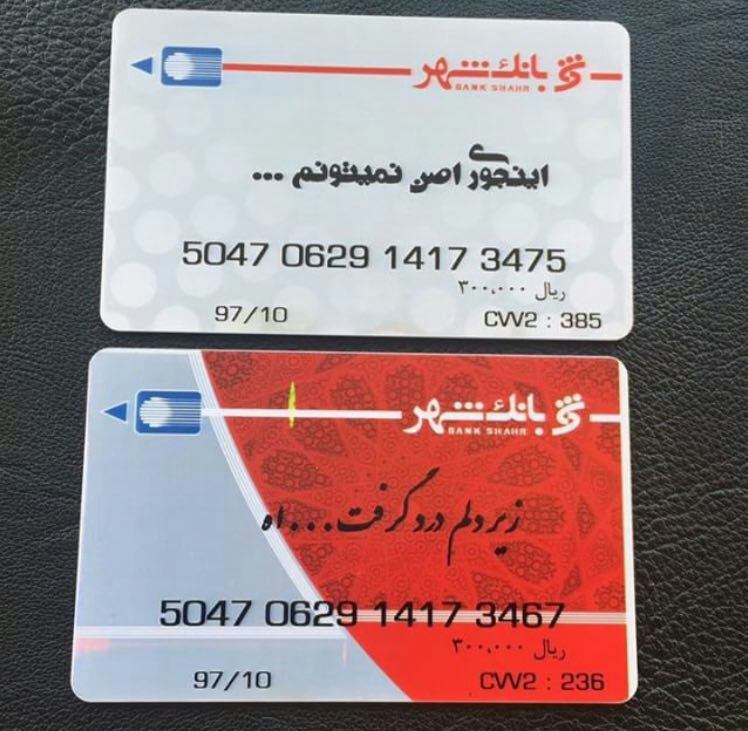 بانک شهر
BANK SHAHR
اینجوری اصن نمیتونم ...
5047 0629 1417 3475
۳۰۰,۰۰۰ ریال
97/10 CVV2 : 385
بانک شهر
BANK SHAHR
زیر دلم درد گرفت...اه
5047 0629 1417 3467
۳۰۰,۰۰۰ ریال
97/10 CVV2 : 236